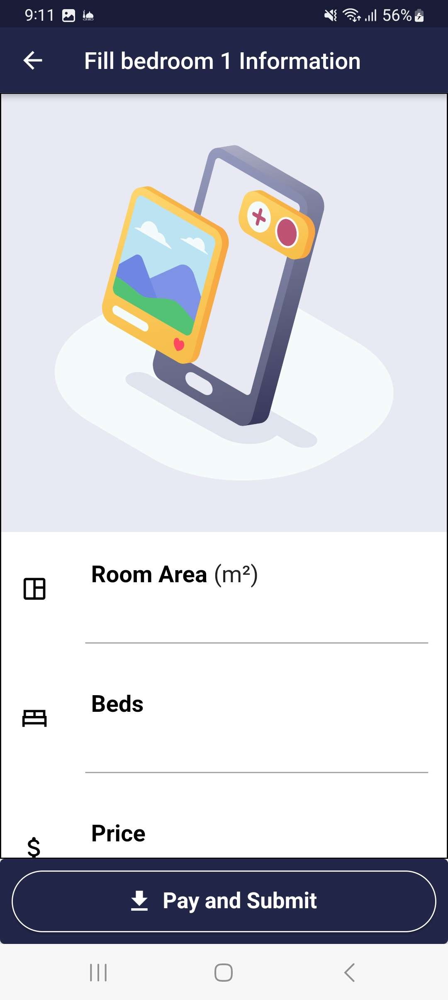 9:11 56%
Fill bedroom 1 Information
Room Area (m²)
Beds
Price
Pay and Submit